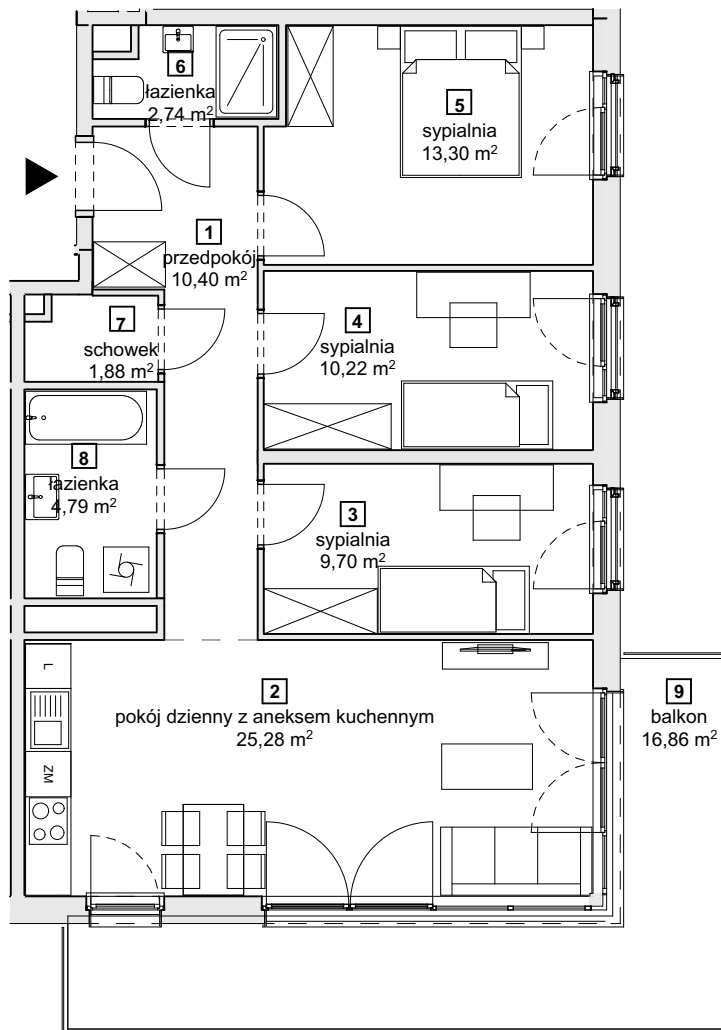 6
łazienka
2,74 m²
5
sypialnia
13,30 m²
1
przedpokój
10,40 m²
7
schowek
1,88 m²
4
sypialnia
10,22 m²
8
łazienka
4,79 m²
3
sypialnia
9,70 m²
L
ZM
2
pokój dzienny z aneksem kuchennym
25,28 m²
9
balkon
16,86 m²